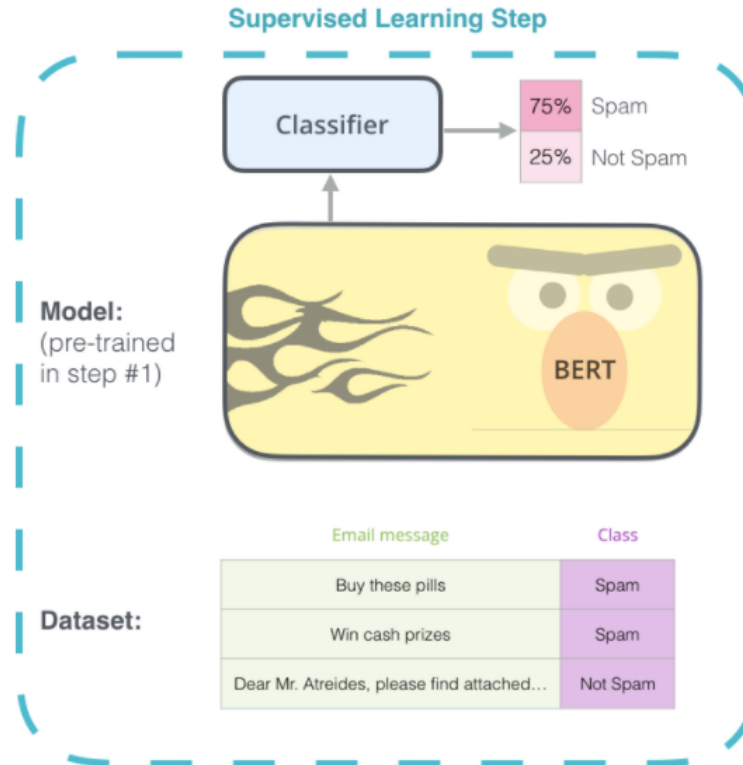 Supervised Learning Step
Classifier
75% Spam
25% Not Spam
Model:
(pre-trained
in step #1)
BERT
Email message Class
Dataset:
Buy these pills Spam
Win cash prizes Spam
Dear Mr. Atreides, please find attached... Not Spam